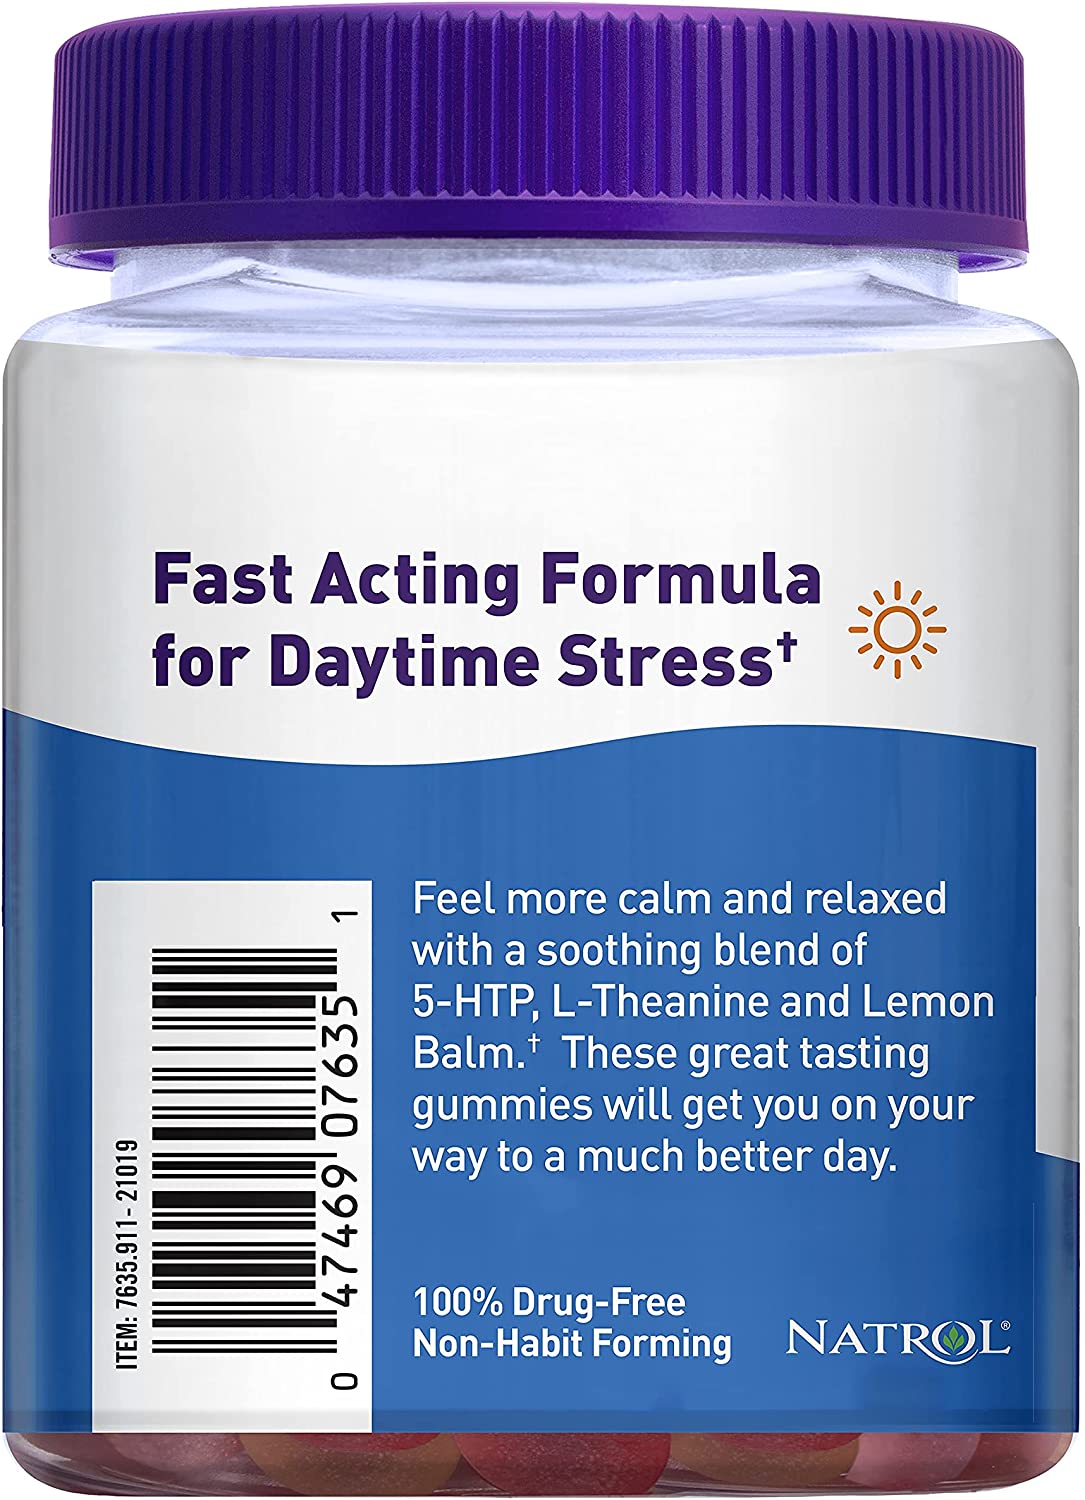 Fast Acting Formula
for Daytime Stress†
Feel more calm and relaxed
with a soothing blend of
5-HTP, L-Theanine and Lemon
Balm.† These great tasting
gummies will get you on your
way to a much better day.
100% Drug-Free
Non-Habit Forming
NATROL®
ITEM: 7635.911- 21019
0 47469 07635 1